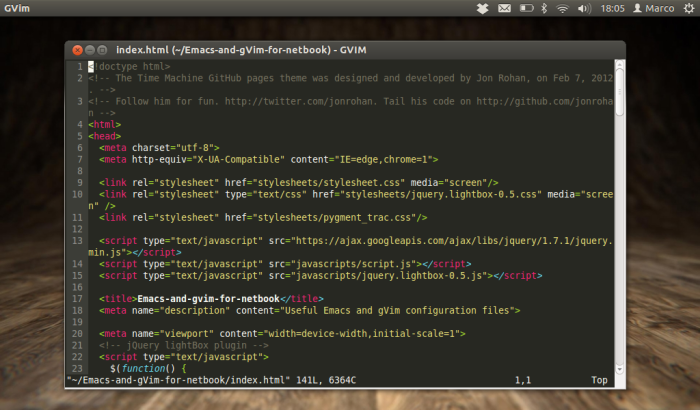 GVim 18:05 Marco
index.html (~/Emacs-and-gVim-for-netbook) - GVIM
1 <!doctype html>
2 <!-- The Time Machine GitHub pages theme was designed and developed by Jon Rohan, on Feb 7, 2012
. -->
3 <!-- Follow him for fun. http://twitter.com/jonrohan. Tail his code on http://github.com/jonroha
n -->
4 <html>
5 <head>
6 <meta charset="utf-8">
7 <meta http-equiv="X-UA-Compatible" content="IE=edge,chrome=1">
8
9 <link rel="stylesheet" href="stylesheets/stylesheet.css" media="screen"/>
10 <link rel="stylesheet" type="text/css" href="stylesheets/jquery.lightbox-0.5.css" media="scree
n" />
11 <link rel="stylesheet" href="stylesheets/pygment_trac.css"/>
12
13 <script type="text/javascript" src="https://ajax.googleapis.com/ajax/libs/jquery/1.7.1/jquery.
min.js"></script>
14 <script type="text/javascript" src="javascripts/script.js"></script>
15 <script type="text/javascript" src="javascripts/jquery.lightbox-0.5.js"></script>
16
17 <title>Emacs-and-gvim-for-netbook</title>
18 <meta name="description" content="Useful Emacs and gVim configuration files">
19
20 <meta name="viewport" content="width=device-width,initial-scale=1">
21 <!-- jQuery lightBox plugin -->
22 <script type="text/javascript">
23 $(function() {
"~/Emacs-and-gVim-for-netbook/index.html" 141L, 6364C 1,1 Top